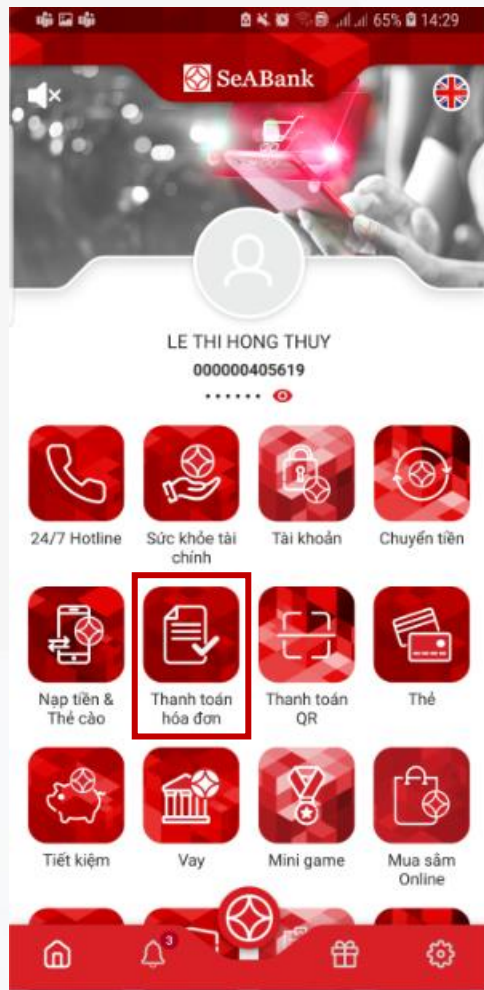 65% 14:29
SeABank
LE THI HONG THUY
000000405619
24/7 Hotline
Sức khỏe tài
chính
Tài khoản
Chuyển tiền
Nạp tiền &
Thẻ cào
Thanh toán
hóa đơn
Thanh toán
QR
Thẻ
Tiết kiệm
Vay
Mini game
Mua sắm
Online
3